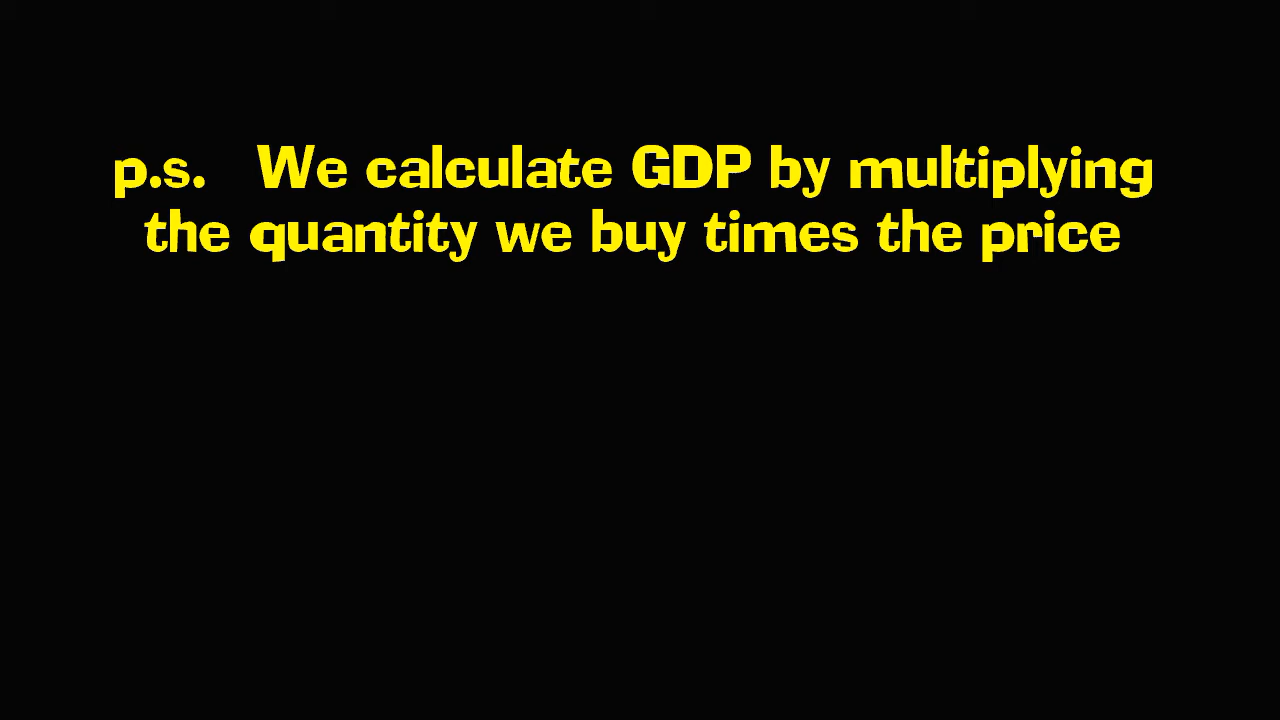 p.s. We calculate GDP by multiplying
the quantity we buy times the price